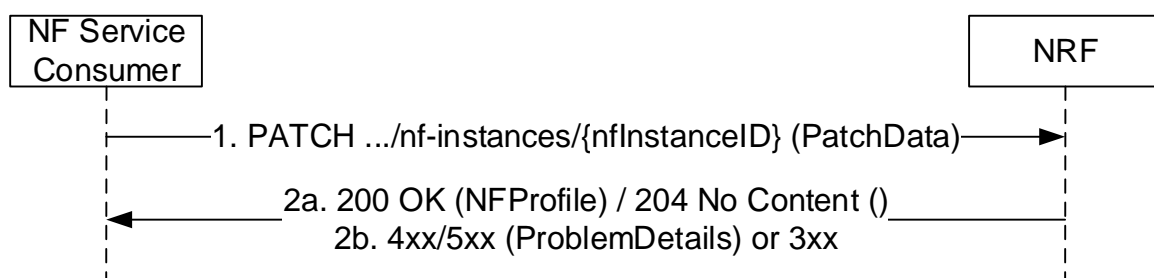 NF Service
Consumer
NRF
1. PATCH .../nf-instances/{nfInstanceID} (PatchData)
2a. 200 OK (NFProfile) / 204 No Content ()
2b. 4xx/5xx (ProblemDetails) or 3xx